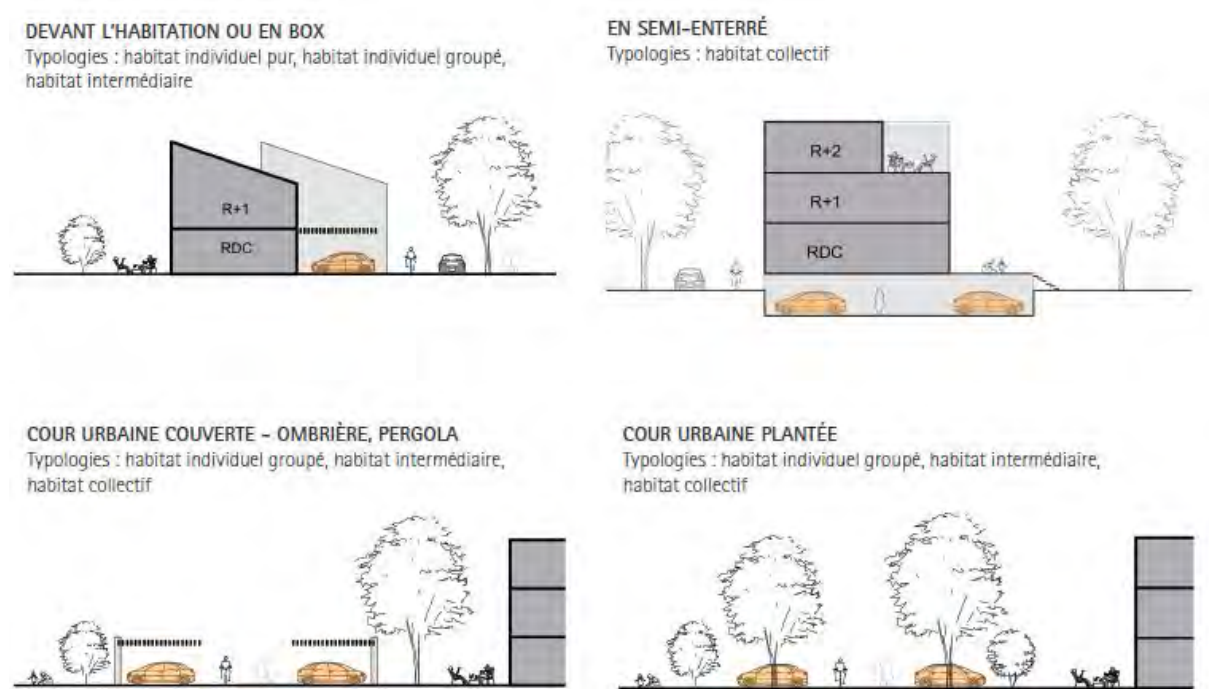 DEVANT L'HABITATION OU EN BOX
Typologies : habitat individuel pur, habitat individuel groupé,
habitat intermédiaire
R+1
RDC
EN SEMI-ENTERRÉ
Typologies : habitat collectif
R+2
R+1
RDC
COUR URBAINE COUVERTE - OMBRIÈRE, PERGOLA
Typologies : habitat individuel groupé, habitat intermédiaire,
habitat collectif
COUR URBAINE PLANTÉE
Typologies : habitat individuel groupé, habitat intermédiaire,
habitat collectif